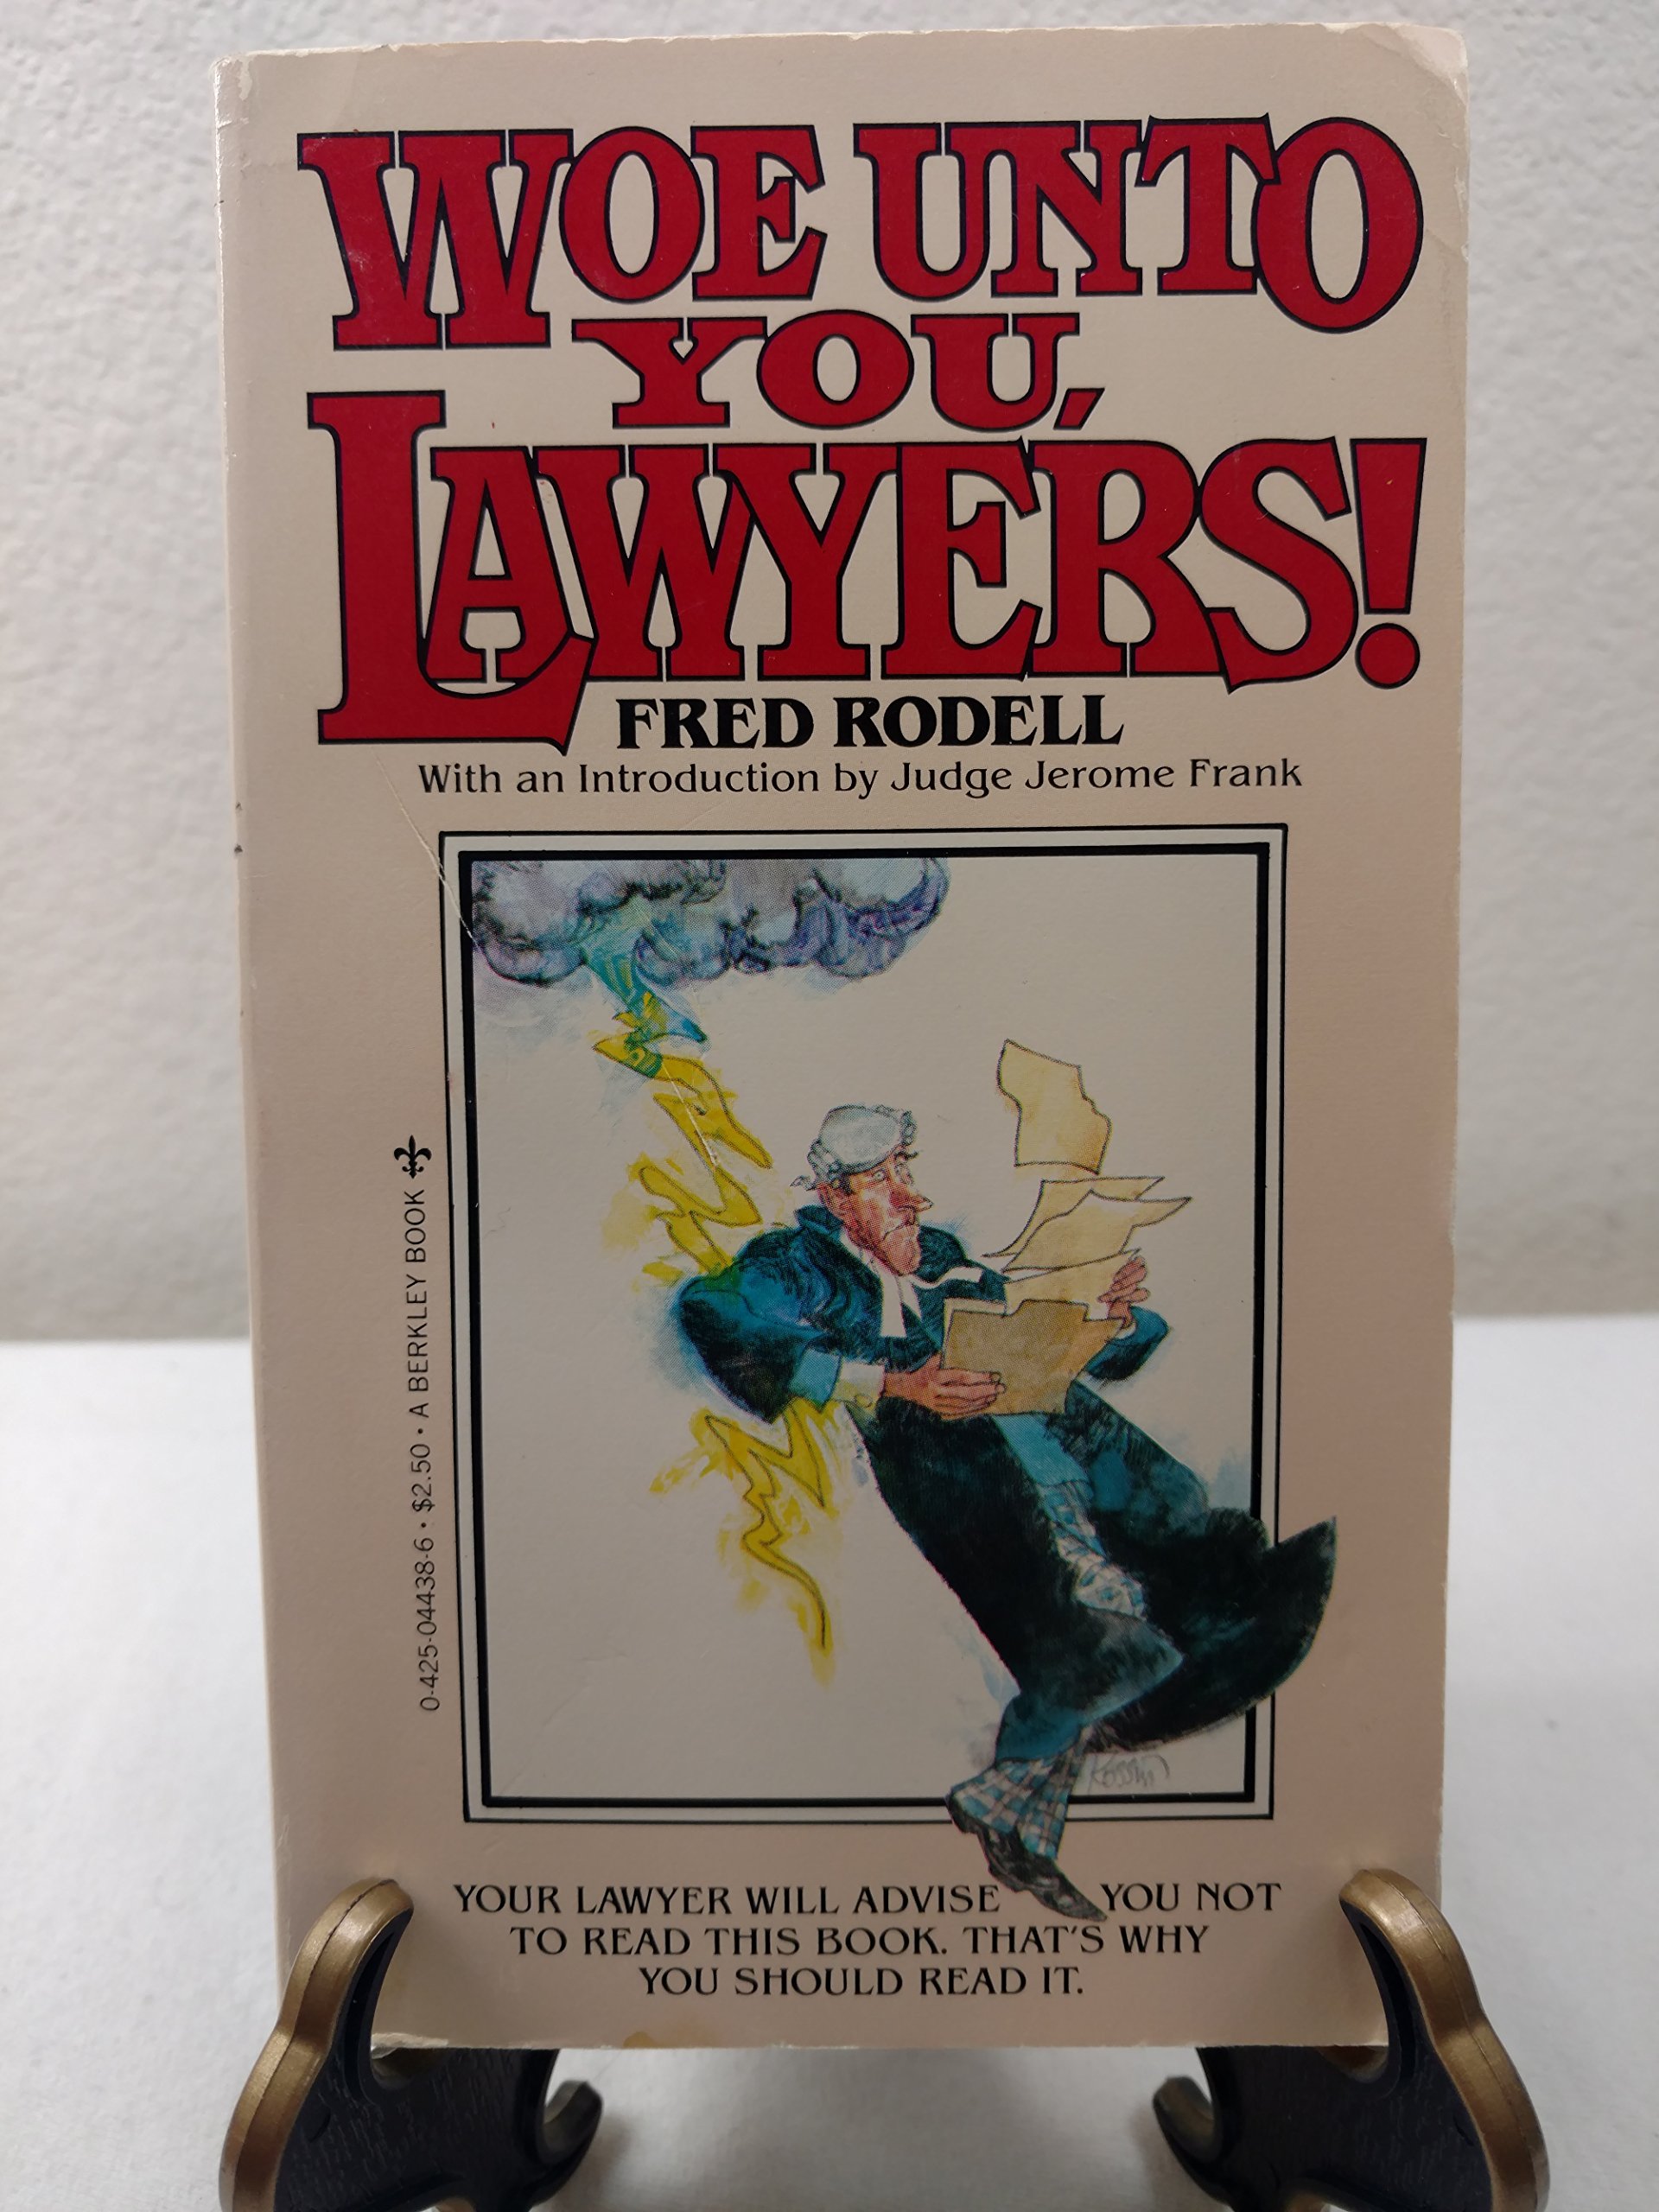 WOE UNTO
YOU,
LAWYERS!
FRED RODELL
With an Introduction by Judge Jerome Frank
0-425-04438-6 • $2.50 • A BERKLEY BOOK
YOUR LAWYER WILL ADVISE YOU NOT
TO READ THIS BOOK. THAT'S WHY
YOU SHOULD READ IT.